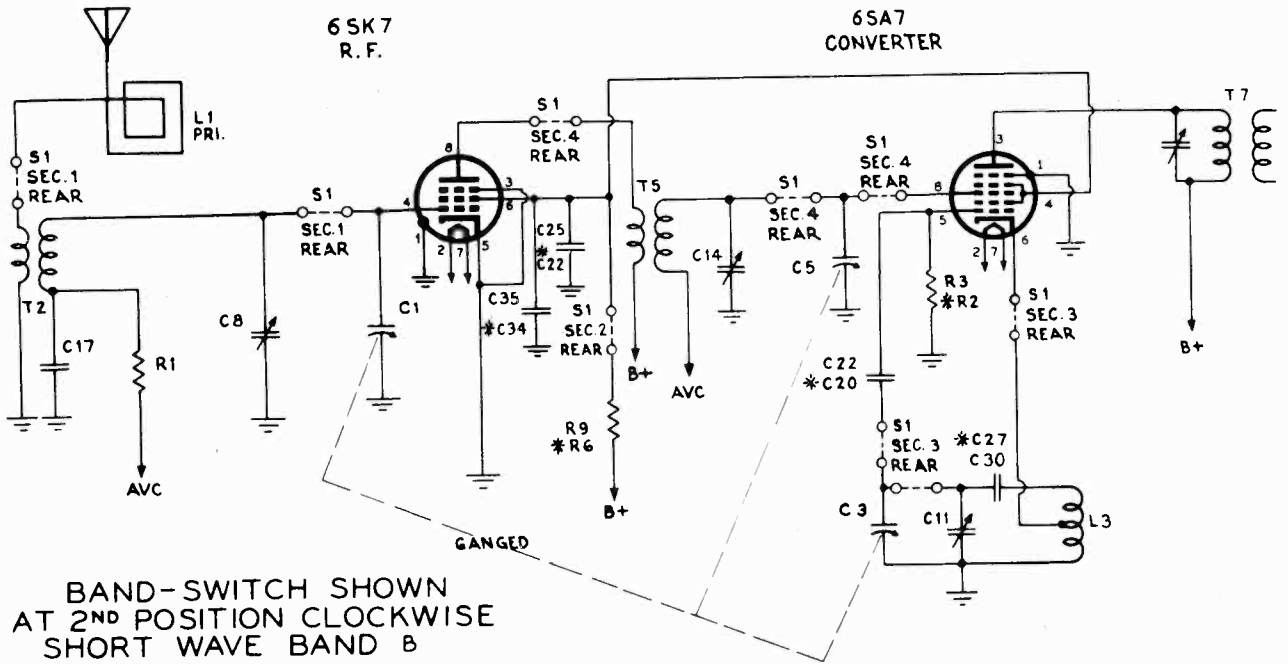 6SK7
R.F.
6SA7
CONVERTER
L1
PRI.
S1
SEC.1
REAR
T2
C17
R1
AVC
C8
S1
SEC.1
REAR
C1
4
1
8
2
7
5
3
6
S1
SEC.4
REAR
C25
*C22
C35
*C34
S1
SEC.2
REAR
R9
*R6
B+
T5
B+
AVC
C14
S1
SEC.4
REAR
C5
S1
SEC.4
REAR
8
5
3
1
4
2
7
6
R3
*R2
S1
SEC.3
REAR
C22
*C20
S1
SEC.3
REAR
*C27
C30
C3
C11
L3
T7
B+
GANGED
BAND-SWITCH SHOWN
AT 2ND POSITION CLOCKWISE
SHORT WAVE BAND B